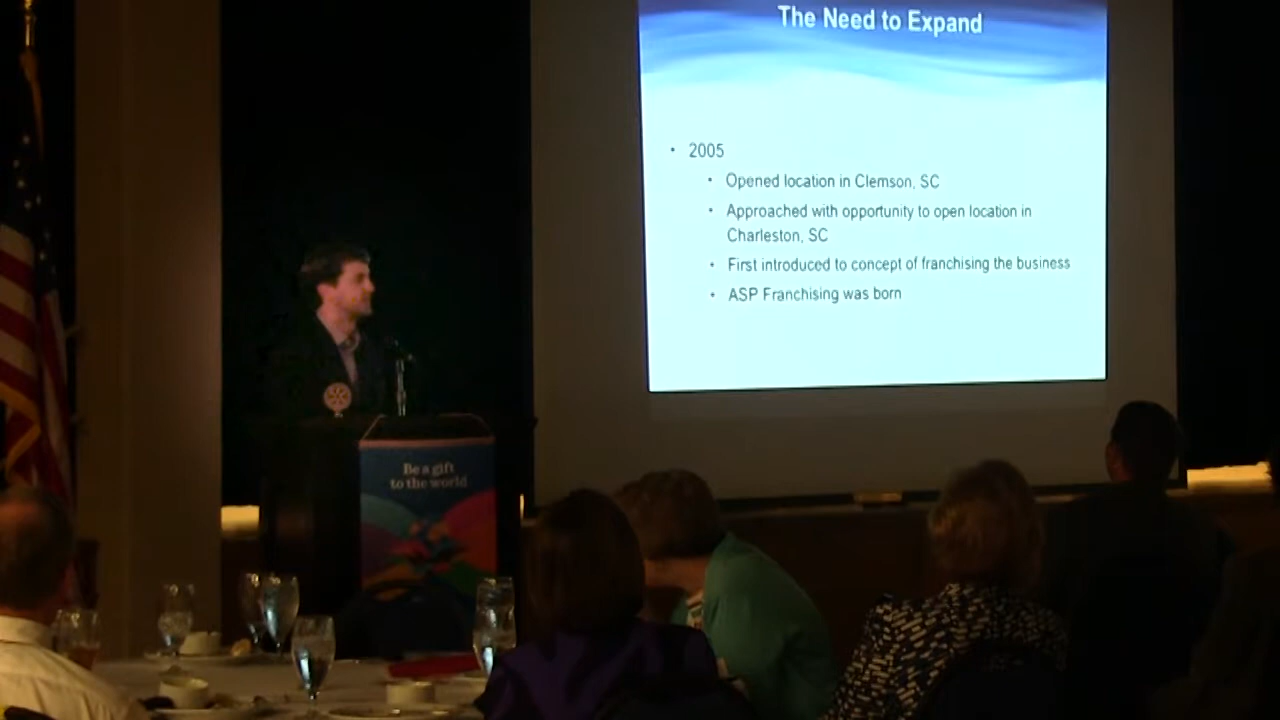 The Need to Expand
• 2005
• Opened location in Clemson, SC
• Approached with opportunity to open location in
Charleston, SC
• First introduced to concept of franchising the business
• ASP Franchising was born
Be a gift
to the world